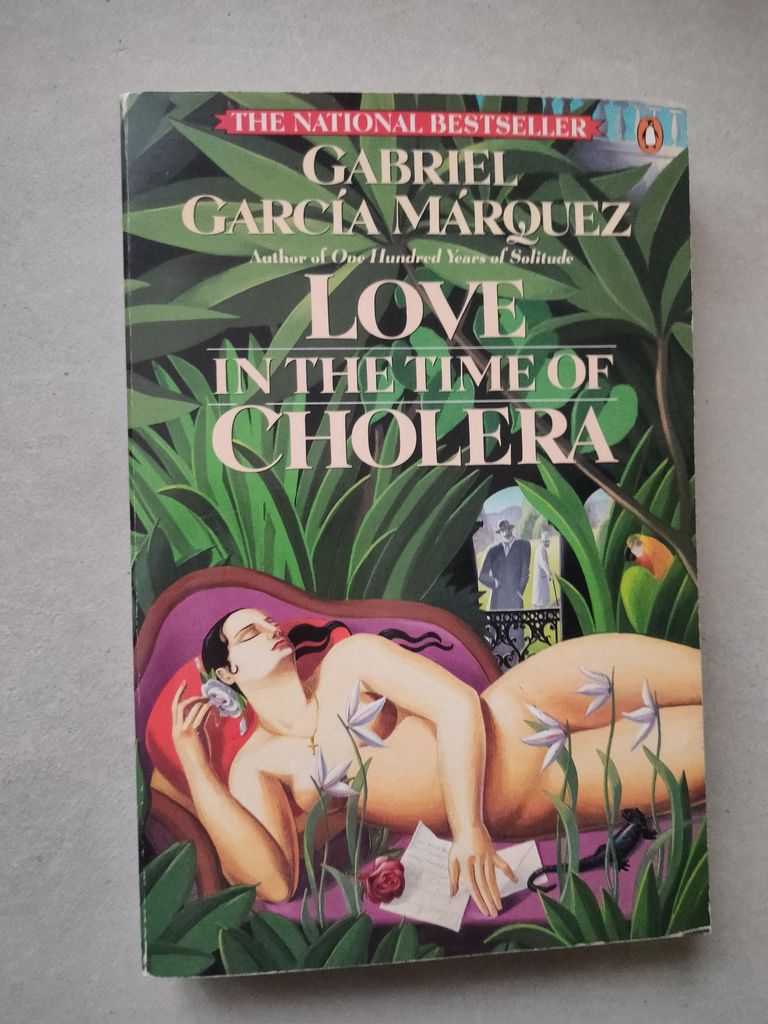 THE NATIONAL BESTSELLER
GABRIEL
GARCÍA MÁRQUEZ
Author of One Hundred Years of Solitude
LOVE
IN THE TIME OF
CHOLERA